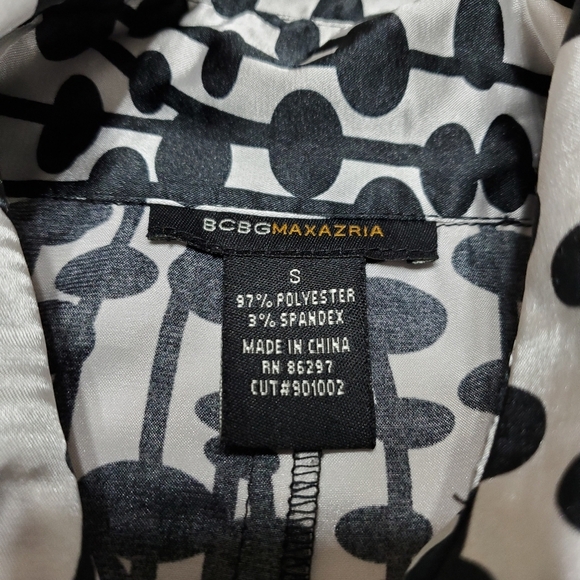 BCBGMAXAZRIA
S
97% POLYESTER
3% SPANDEX
MADE IN CHINA
RN 86297
CUT#901002